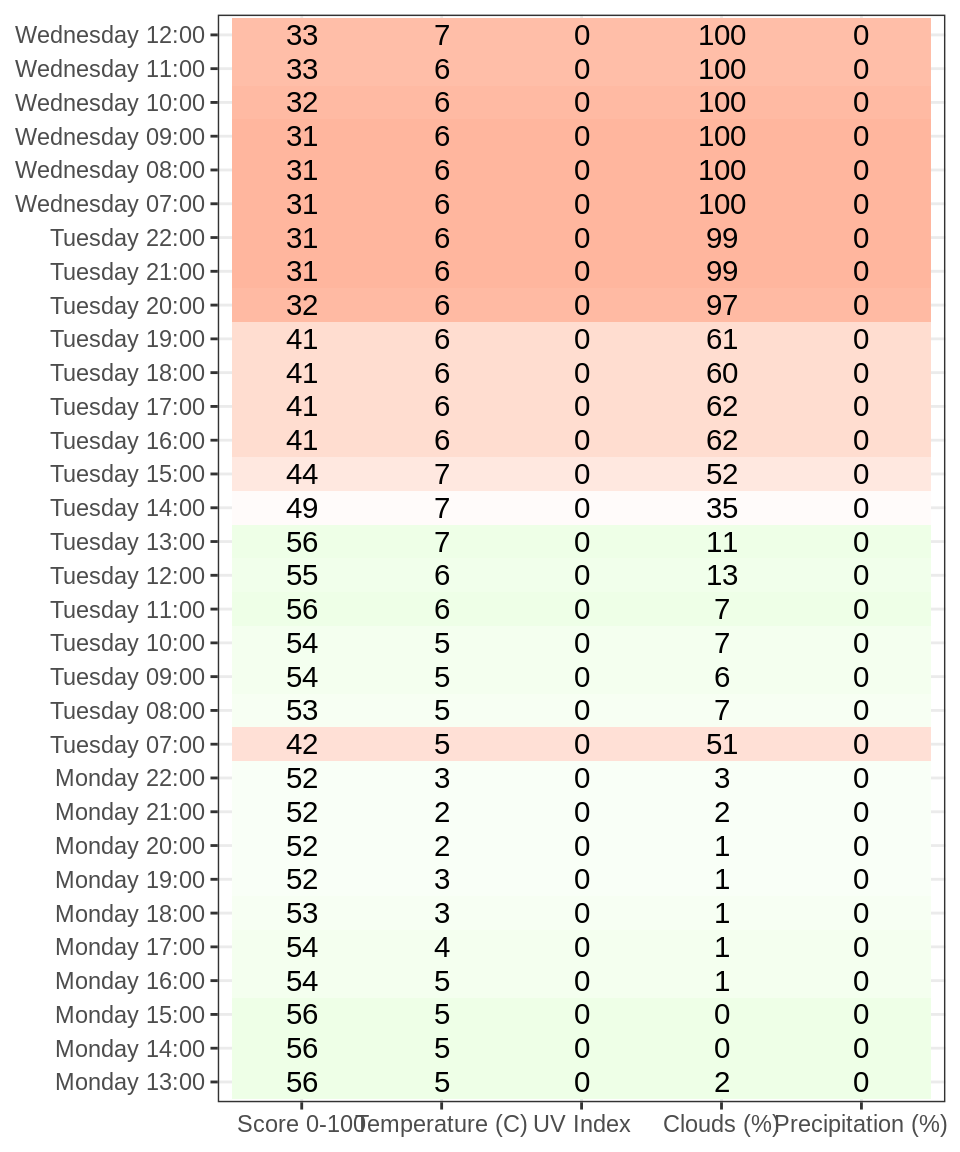 Wednesday 12:00 33 7 0 100 0
Wednesday 11:00 33 6 0 100 0
Wednesday 10:00 32 6 0 100 0
Wednesday 09:00 31 6 0 100 0
Wednesday 08:00 31 6 0 100 0
Wednesday 07:00 31 6 0 100 0
Tuesday 22:00 31 6 0 99 0
Tuesday 21:00 31 6 0 99 0
Tuesday 20:00 32 6 0 97 0
Tuesday 19:00 41 6 0 61 0
Tuesday 18:00 41 6 0 60 0
Tuesday 17:00 41 6 0 62 0
Tuesday 16:00 41 6 0 62 0
Tuesday 15:00 44 7 0 52 0
Tuesday 14:00 49 7 0 35 0
Tuesday 13:00 56 7 0 11 0
Tuesday 12:00 55 6 0 13 0
Tuesday 11:00 56 6 0 7 0
Tuesday 10:00 54 5 0 7 0
Tuesday 09:00 54 5 0 6 0
Tuesday 08:00 53 5 0 7 0
Tuesday 07:00 42 5 0 51 0
Monday 22:00 52 3 0 3 0
Monday 21:00 52 2 0 2 0
Monday 20:00 52 2 0 1 0
Monday 19:00 52 3 0 1 0
Monday 18:00 53 3 0 1 0
Monday 17:00 54 4 0 1 0
Monday 16:00 54 5 0 1 0
Monday 15:00 56 5 0 0 0
Monday 14:00 56 5 0 0 0
Monday 13:00 56 5 0 2 0
Score 0-100 Temperature (C) UV Index Clouds (%) Precipitation (%)